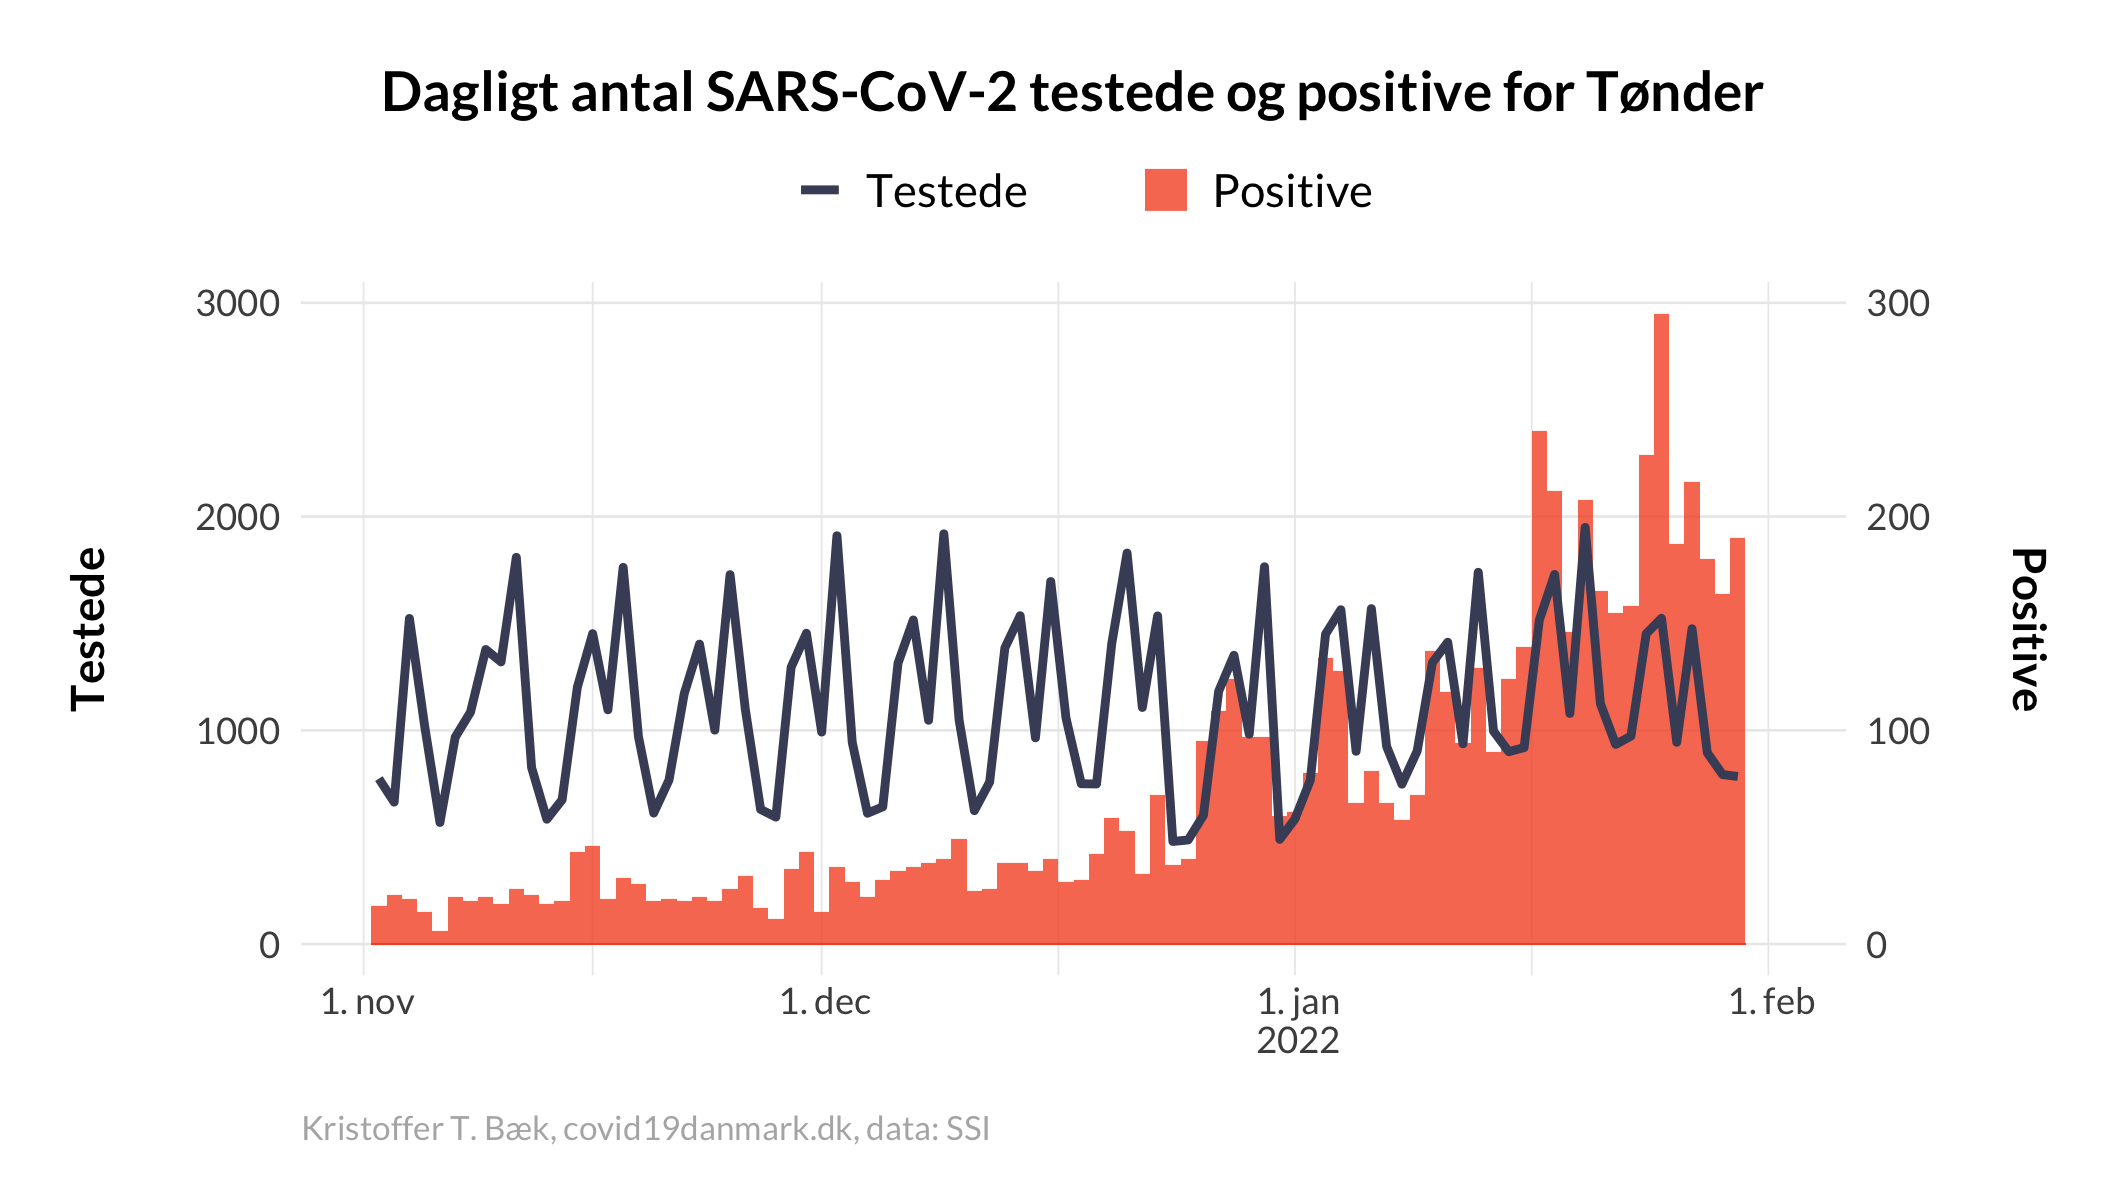 Dagligt antal SARS-CoV-2 testede og positive for Tønder
Testede Positive
3000 300
2000 200
1000 100
0 0
Testede
Positive
1. nov 1. dec 1. jan 1. feb
2022
Kristoffer T. Bæk, covid19danmark.dk, data: SSI